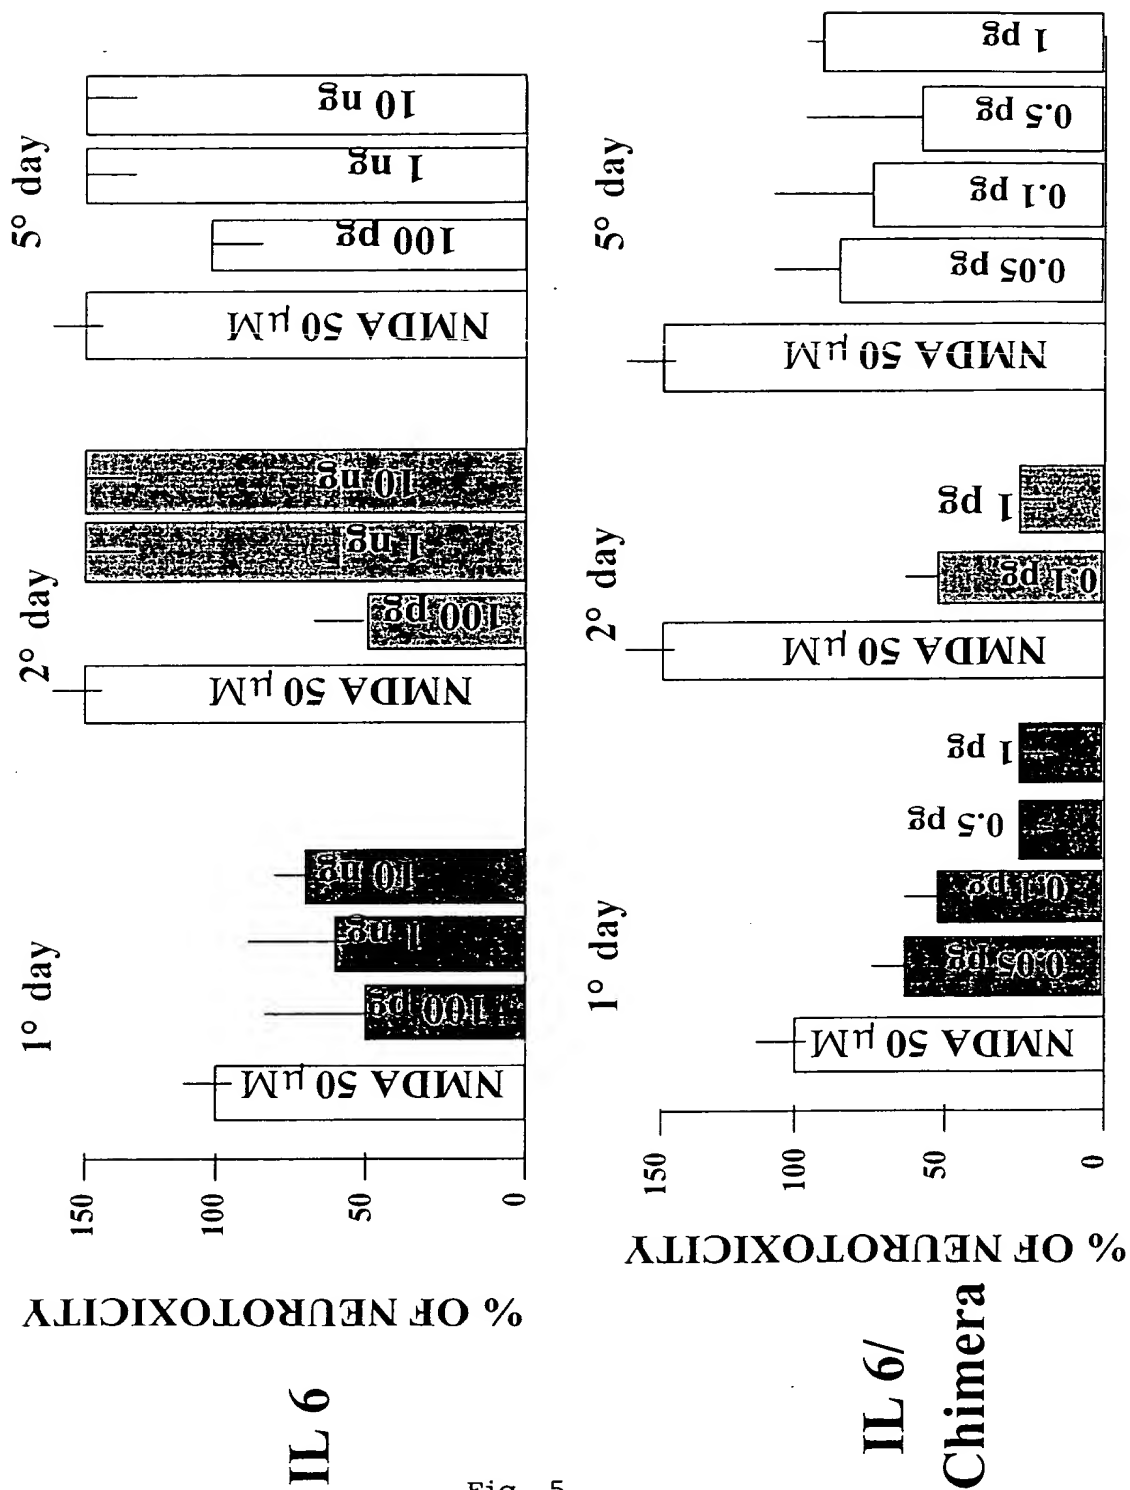 IL 6
% OF NEUROTOXICITY
150
100
50
0
1° day
NMDA 50 µM
100 pg
1 ng
10 ng
2° day
NMDA 50 µM
100 pg
1 ng
10 ng
5° day
NMDA 50 µM
100 pg
1 ng
10 ng
IL 6/
Chimera
% OF NEUROTOXICITY
150
100
50
0
1° day
NMDA 50 µM
0.05 pg
0.1 pg
0.5 pg
1 pg
2° day
NMDA 50 µM
0.1 pg
1 pg
5° day
NMDA 50 µM
0.05 pg
0.1 pg
0.5 pg
1 pg
Fig. 5